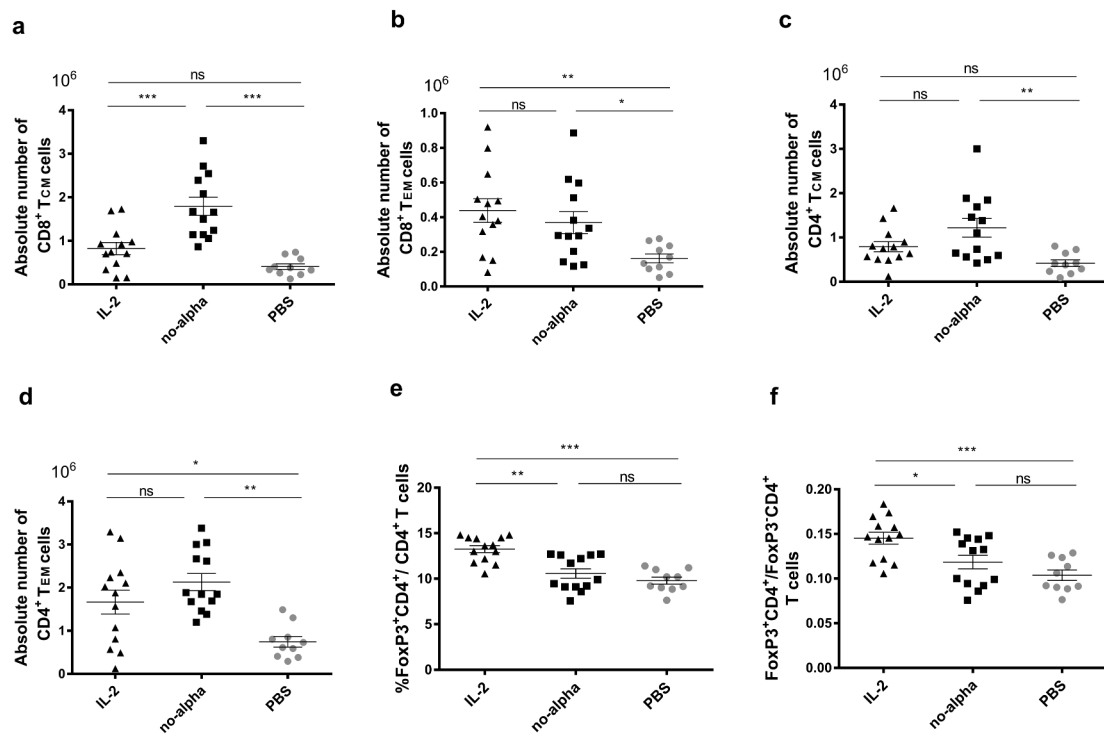 a
10⁶
ns
***
***
Absolute number of
CD8⁺ TCM cells
4
3
2
1
0
IL-2
no-alpha
PBS
b
10⁶
**
ns
*
Absolute number of
CD8⁺ TEM cells
1.0
0.8
0.6
0.4
0.2
0.0
IL-2
no-alpha
PBS
c
10⁶
ns
ns
**
Absolute number of
CD4⁺ TCM cells
4
3
2
1
0
IL-2
no-alpha
PBS
d
10⁶
*
ns
**
Absolute number of
CD4⁺ TEM cells
4
3
2
1
0
IL-2
no-alpha
PBS
e
***
**
ns
%FoxP3⁺CD4⁺/ CD4⁺ T cells
20
15
10
5
0
IL-2
no-alpha
PBS
f
***
*
ns
FoxP3⁺CD4⁺/FoxP3⁻CD4⁺
T cells
0.20
0.15
0.10
0.05
0.00
IL-2
no-alpha
PBS